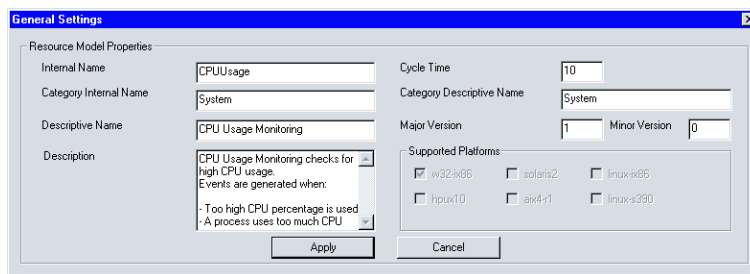 General Settings
Resource Model Properties
Internal Name
CPUUsage
Cycle Time
10
Category Internal Name
System
Category Descriptive Name
System
Descriptive Name
CPU Usage Monitoring
Major Version
1
Minor Version
0
Description
CPU Usage Monitoring checks for
high CPU usage.
Events are generated when:
- Too high CPU percentage is used
- A process uses too much CPU
Supported Platforms
w32-ix86
solaris2
linux-ix86
hpux10
aix4-r1
linux-s390
Apply
Cancel